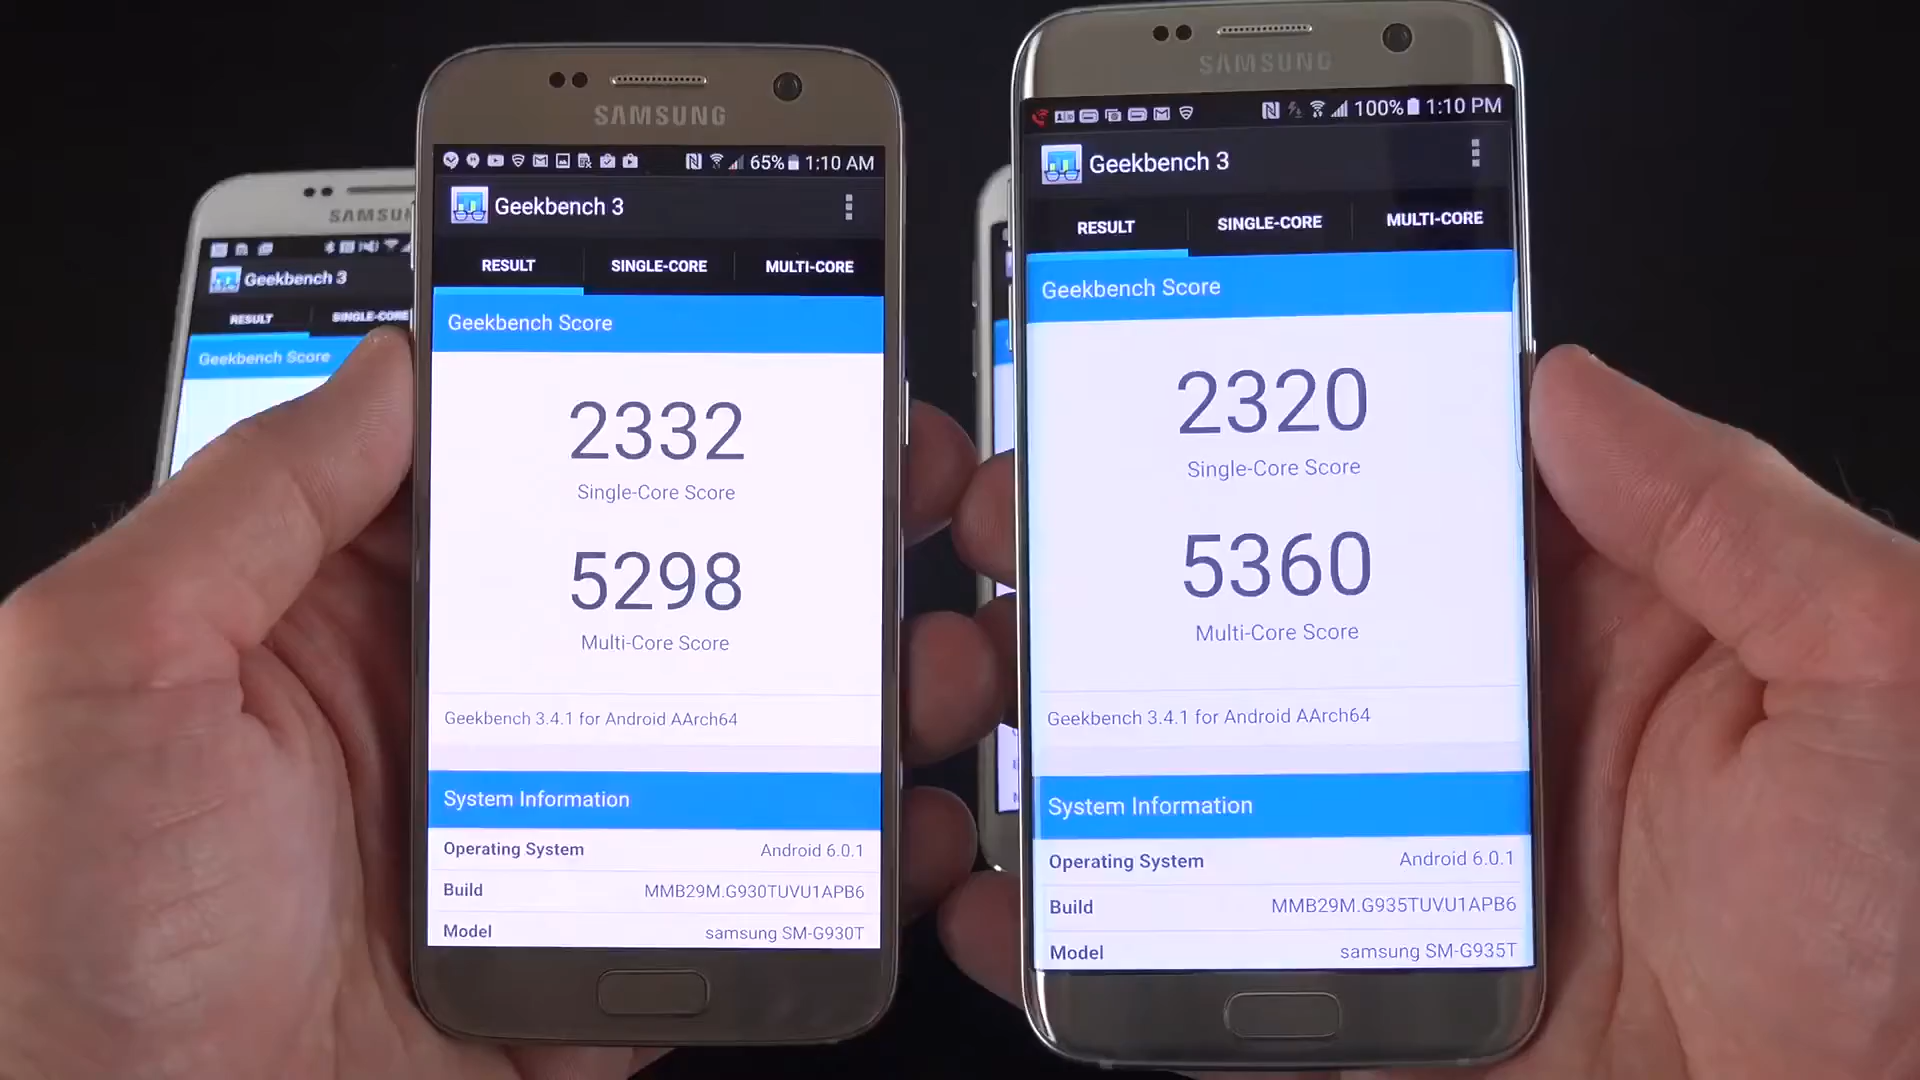 SAMSUNG
65% 1:10 AM
Geekbench 3
RESULT SINGLE-CORE MULTI-CORE
Geekbench Score
2332
Single-Core Score
5298
Multi-Core Score
Geekbench 3.4.1 for Android AArch64
System Information
Operating System Android 6.0.1
Build MMB29M.G930TUVU1APB6
Model samsung SM-G930T
SAMSUNG
100% 1:10 PM
Geekbench 3
RESULT SINGLE-CORE MULTI-CORE
Geekbench Score
2320
Single-Core Score
5360
Multi-Core Score
Geekbench 3.4.1 for Android AArch64
System Information
Operating System Android 6.0.1
Build MMB29M.G935TUVU1APB6
Model samsung SM-G935T
SAMSU
Geekbench 3
RESULT SINGLE-CORE
Geekbench Score